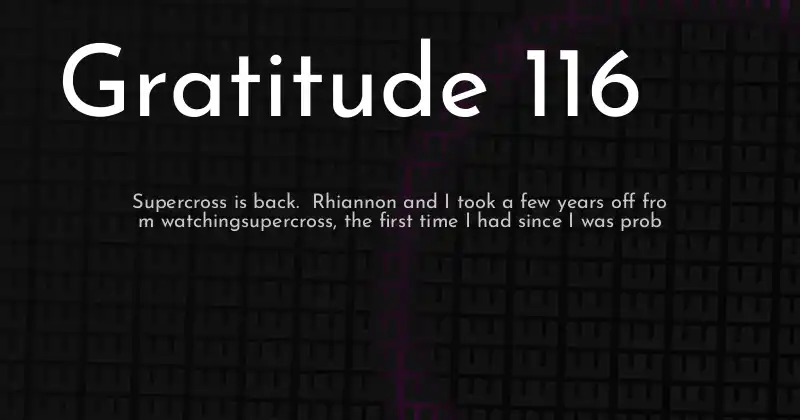 Gratitude 116
Supercross is back.  Rhiannon and I took a few years off fro
m watchingsupercross, the first time I had since I was prob